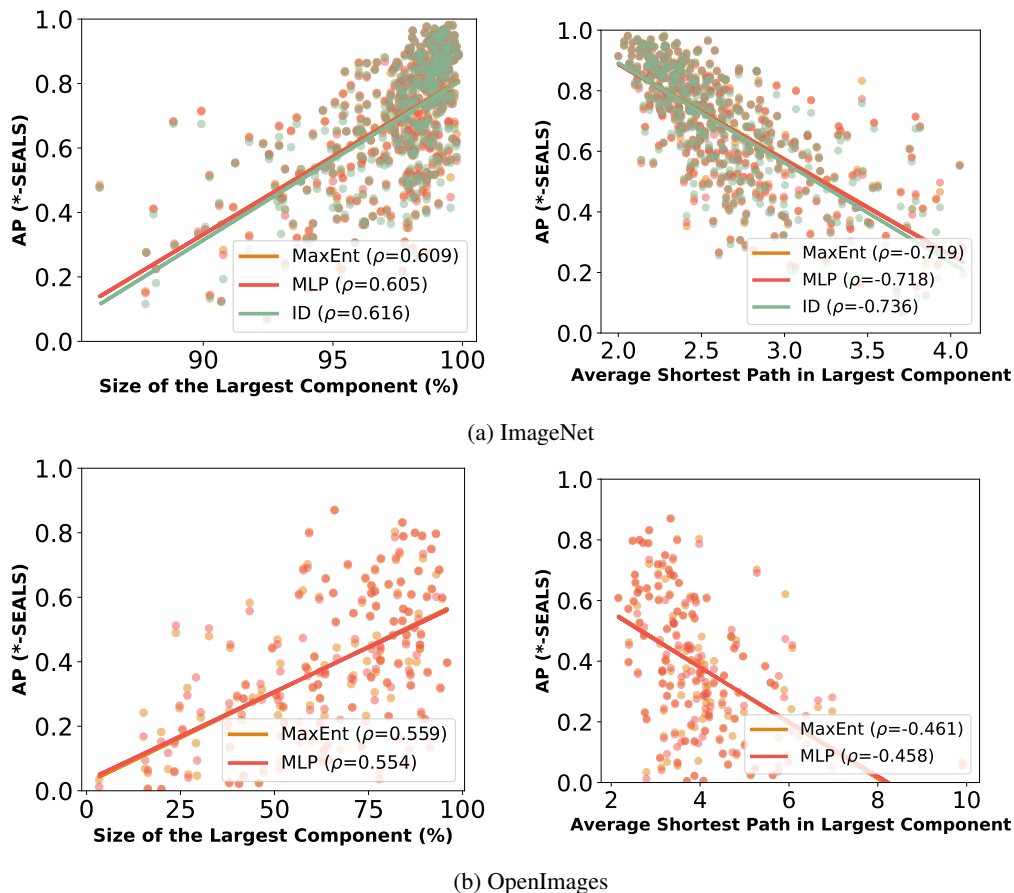 1.0
0.8
0.6
0.4
0.2
0.0
AP (*-SEALS)
MaxEnt (ρ=0.609)
MLP (ρ=0.605)
ID (ρ=0.616)
90 95 100
Size of the Largest Component (%)
1.0
0.8
0.6
0.4
0.2
0.0
AP (*-SEALS)
MaxEnt (ρ=-0.719)
MLP (ρ=-0.718)
ID (ρ=-0.736)
2.0 2.5 3.0 3.5 4.0
Average Shortest Path in Largest Component
(a) ImageNet
1.0
0.8
0.6
0.4
0.2
0.0
AP (*-SEALS)
MaxEnt (ρ=0.559)
MLP (ρ=0.554)
0 25 50 75 100
Size of the Largest Component (%)
1.0
0.8
0.6
0.4
0.2
0.0
AP (*-SEALS)
MaxEnt (ρ=-0.461)
MLP (ρ=-0.458)
2 4 6 8 10
Average Shortest Path in Largest Component
(b) OpenImages